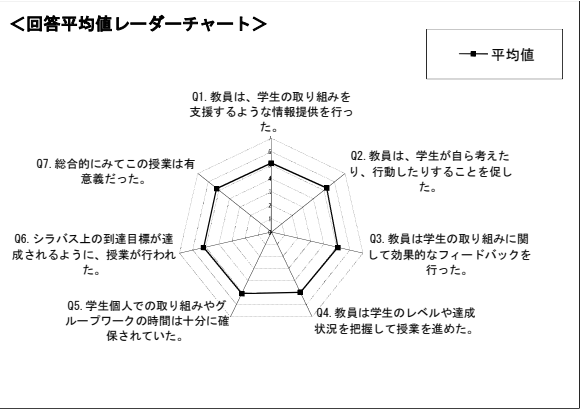 ＜回答平均値レーダーチャート＞
平均値
Q1. 教員は、学生の取り組みを
支援するような情報提供を行っ
た。
Q2. 教員は、学生が自ら考えた
り、行動したりすることを促し
た。
Q3. 教員は学生の取り組みに関
して効果的なフィードバックを
行った。
Q4. 教員は学生のレベルや達成
状況を把握して授業を進めた。
Q5. 学生個人での取り組みやグ
ループワークの時間は十分に確
保されていた。
Q6. シラバス上の到達目標が達
成されるように、授業が行われ
た。
Q7. 総合的にみてこの授業は有
意義だった。